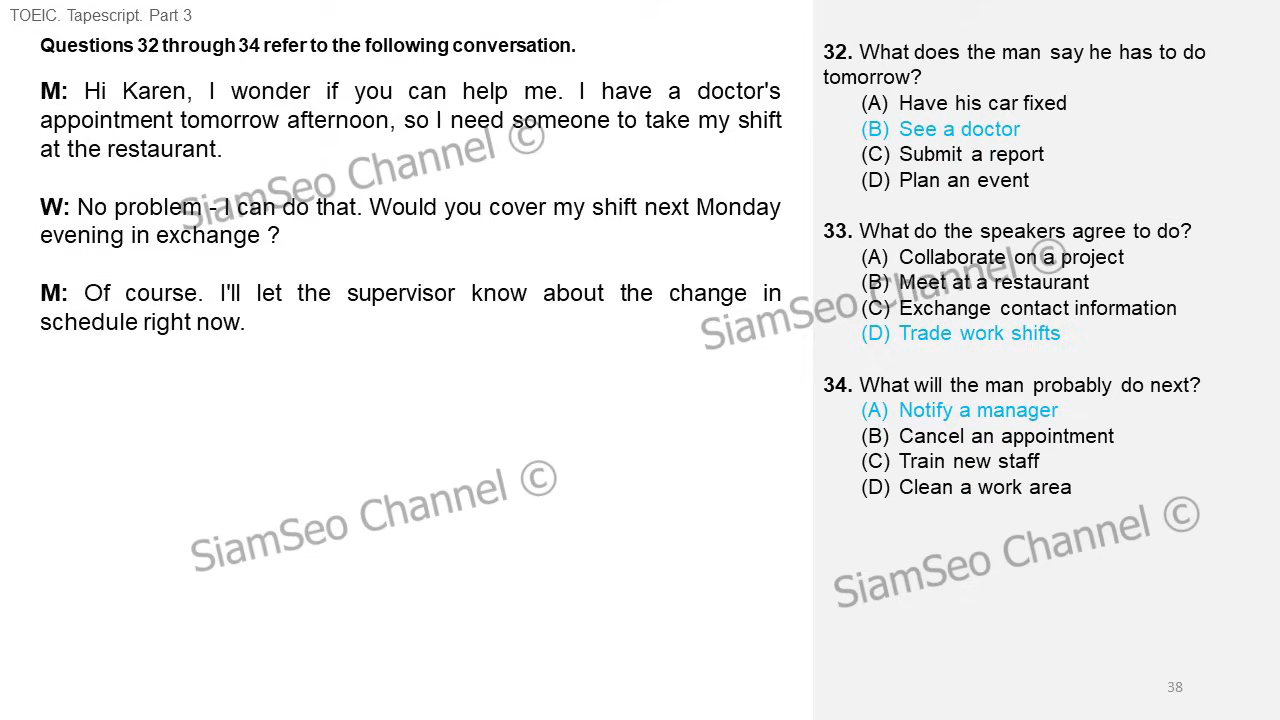 TOEIC. Tapescript. Part 3
Questions 32 through 34 refer to the following conversation.
M: Hi Karen, I wonder if you can help me. I have a doctor's
appointment tomorrow afternoon, so I need someone to take my shift
at the restaurant.
W: No problem - I can do that. Would you cover my shift next Monday
evening in exchange ?
M: Of course. I'll let the supervisor know about the change in
schedule right now.
SiamSeo Channel ©
SiamSeo Channel ©
32. What does the man say he has to do
tomorrow?
(A) Have his car fixed
(B) See a doctor
(C) Submit a report
(D) Plan an event
33. What do the speakers agree to do?
(A) Collaborate on a project
(B) Meet at a restaurant
(C) Exchange contact information
(D) Trade work shifts
34. What will the man probably do next?
(A) Notify a manager
(B) Cancel an appointment
(C) Train new staff
(D) Clean a work area
SiamSeo Channel ©
SiamSeo Channel ©
38